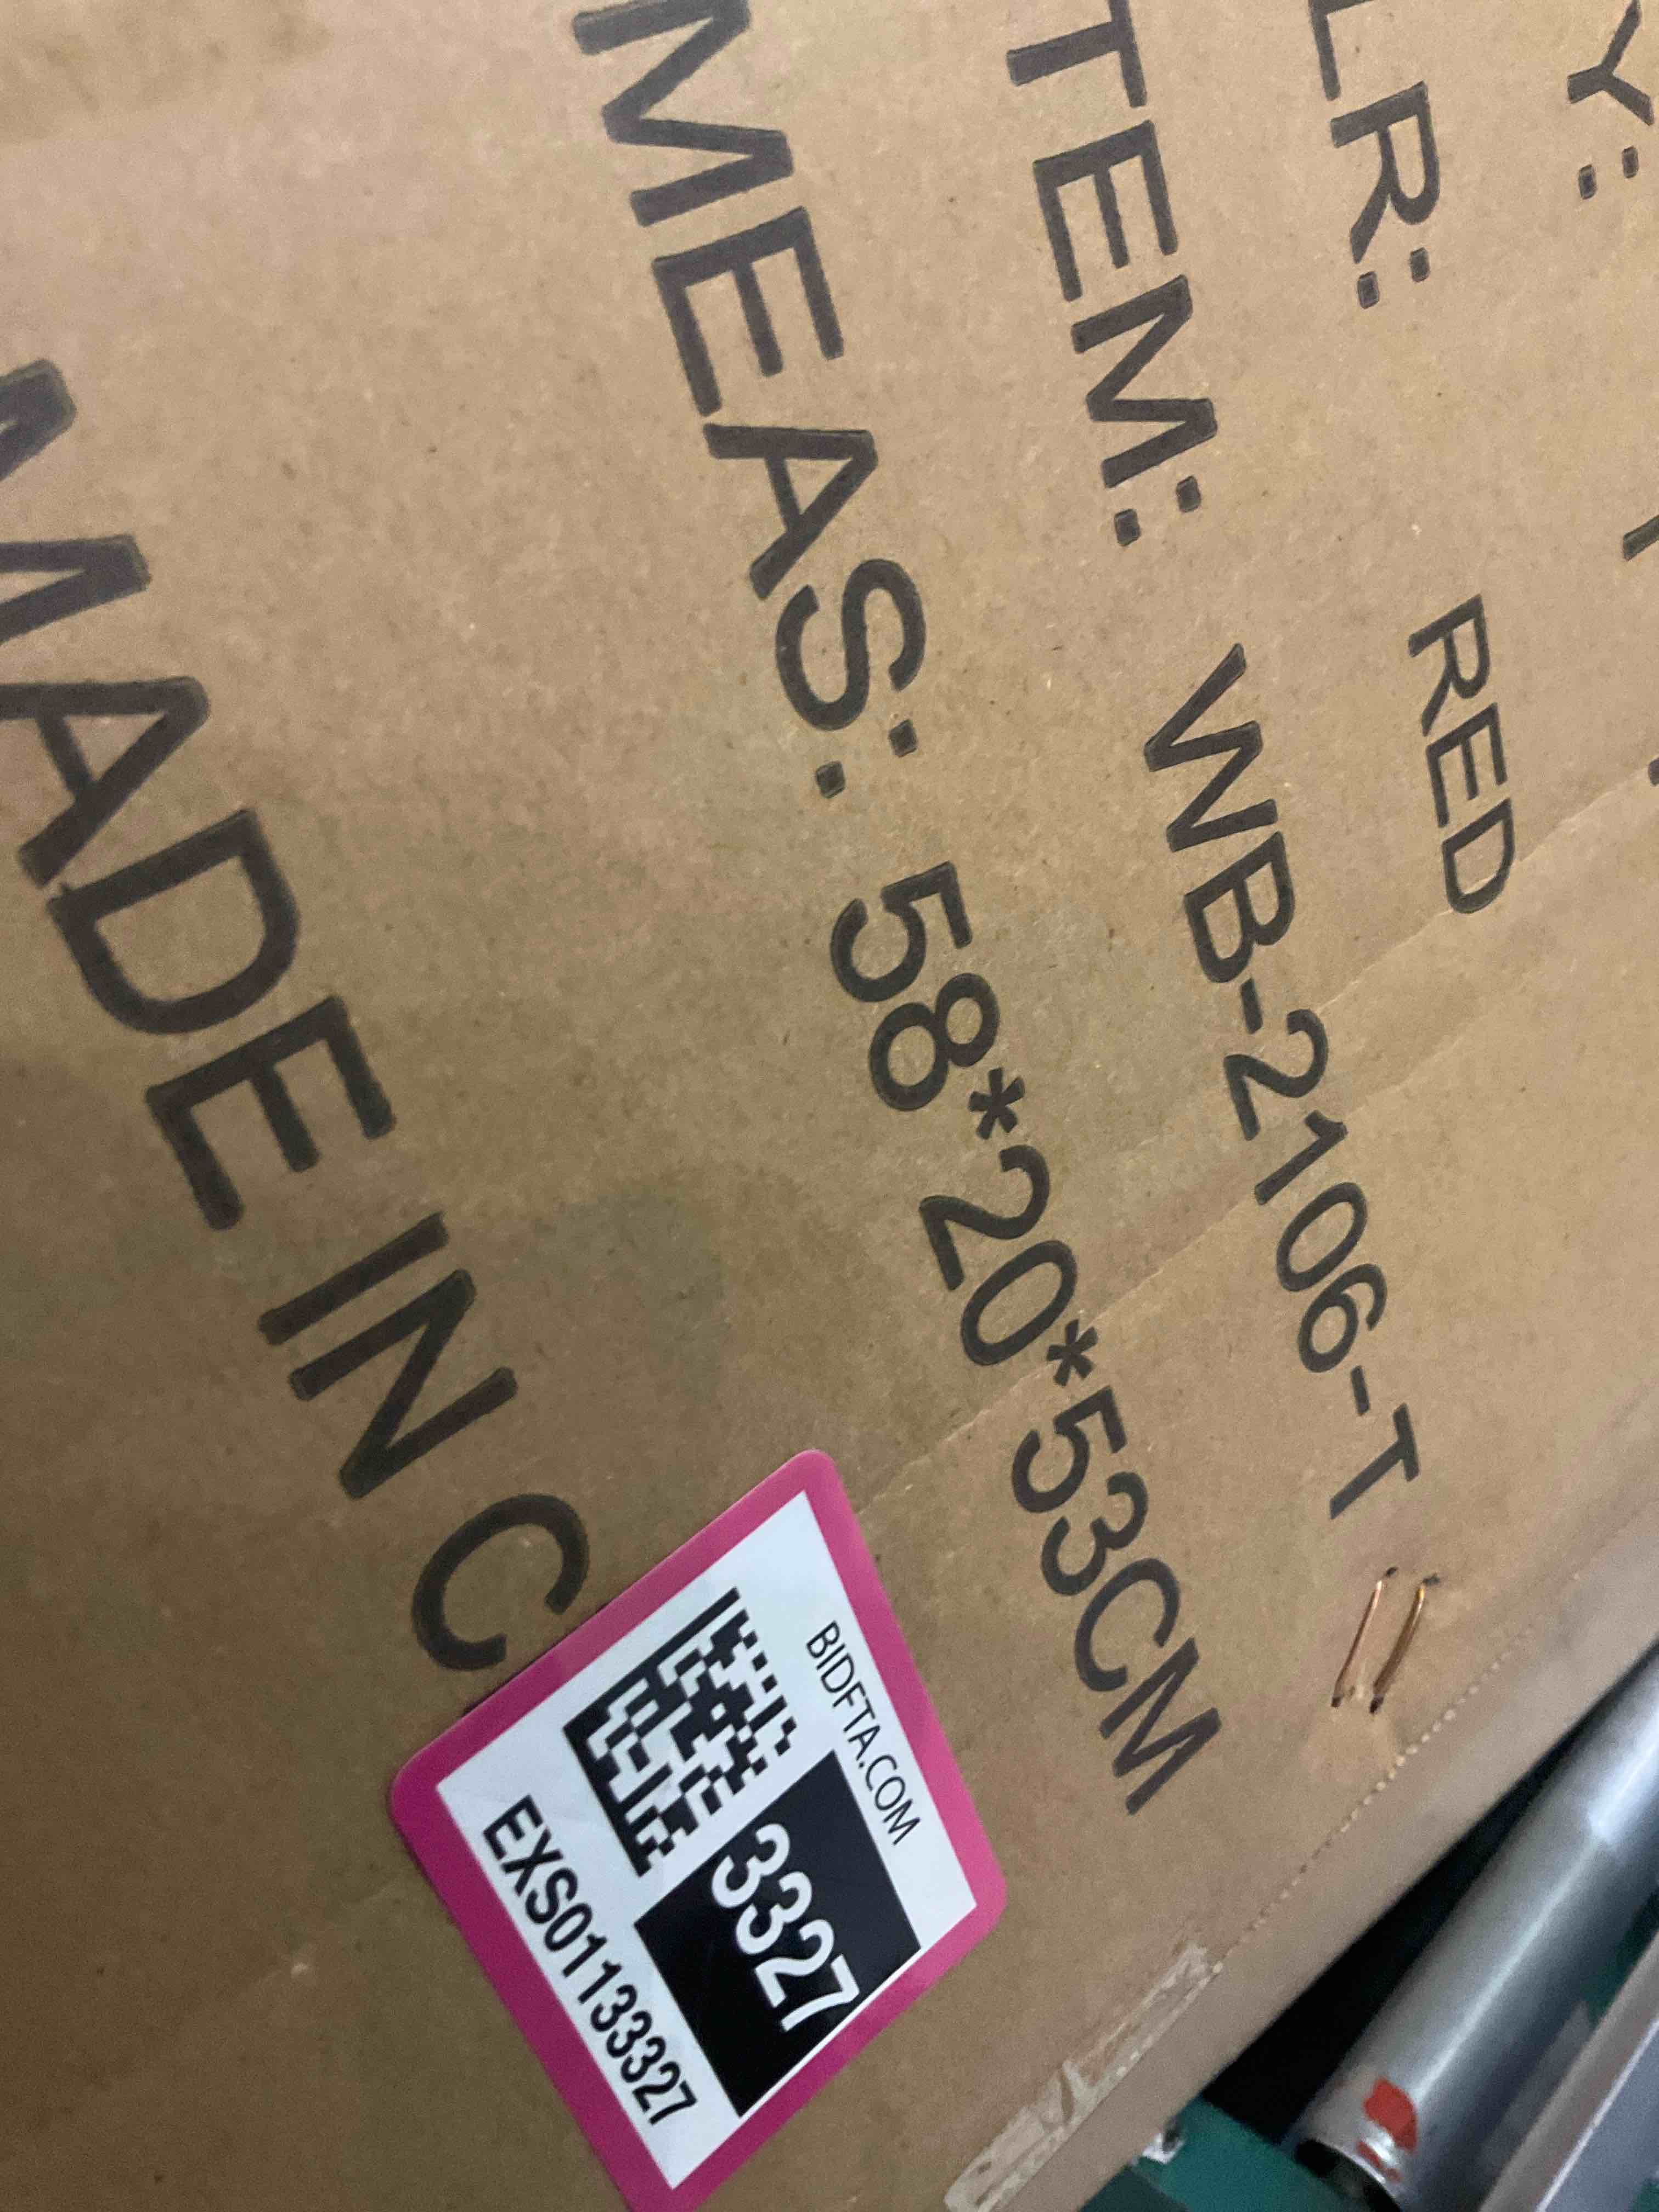 Y:
LR: RED
TEM: WB-2106-T
MEAS: 58*20*53CM
MADE IN C
BIDFTA.COM
3327
EXS01133327